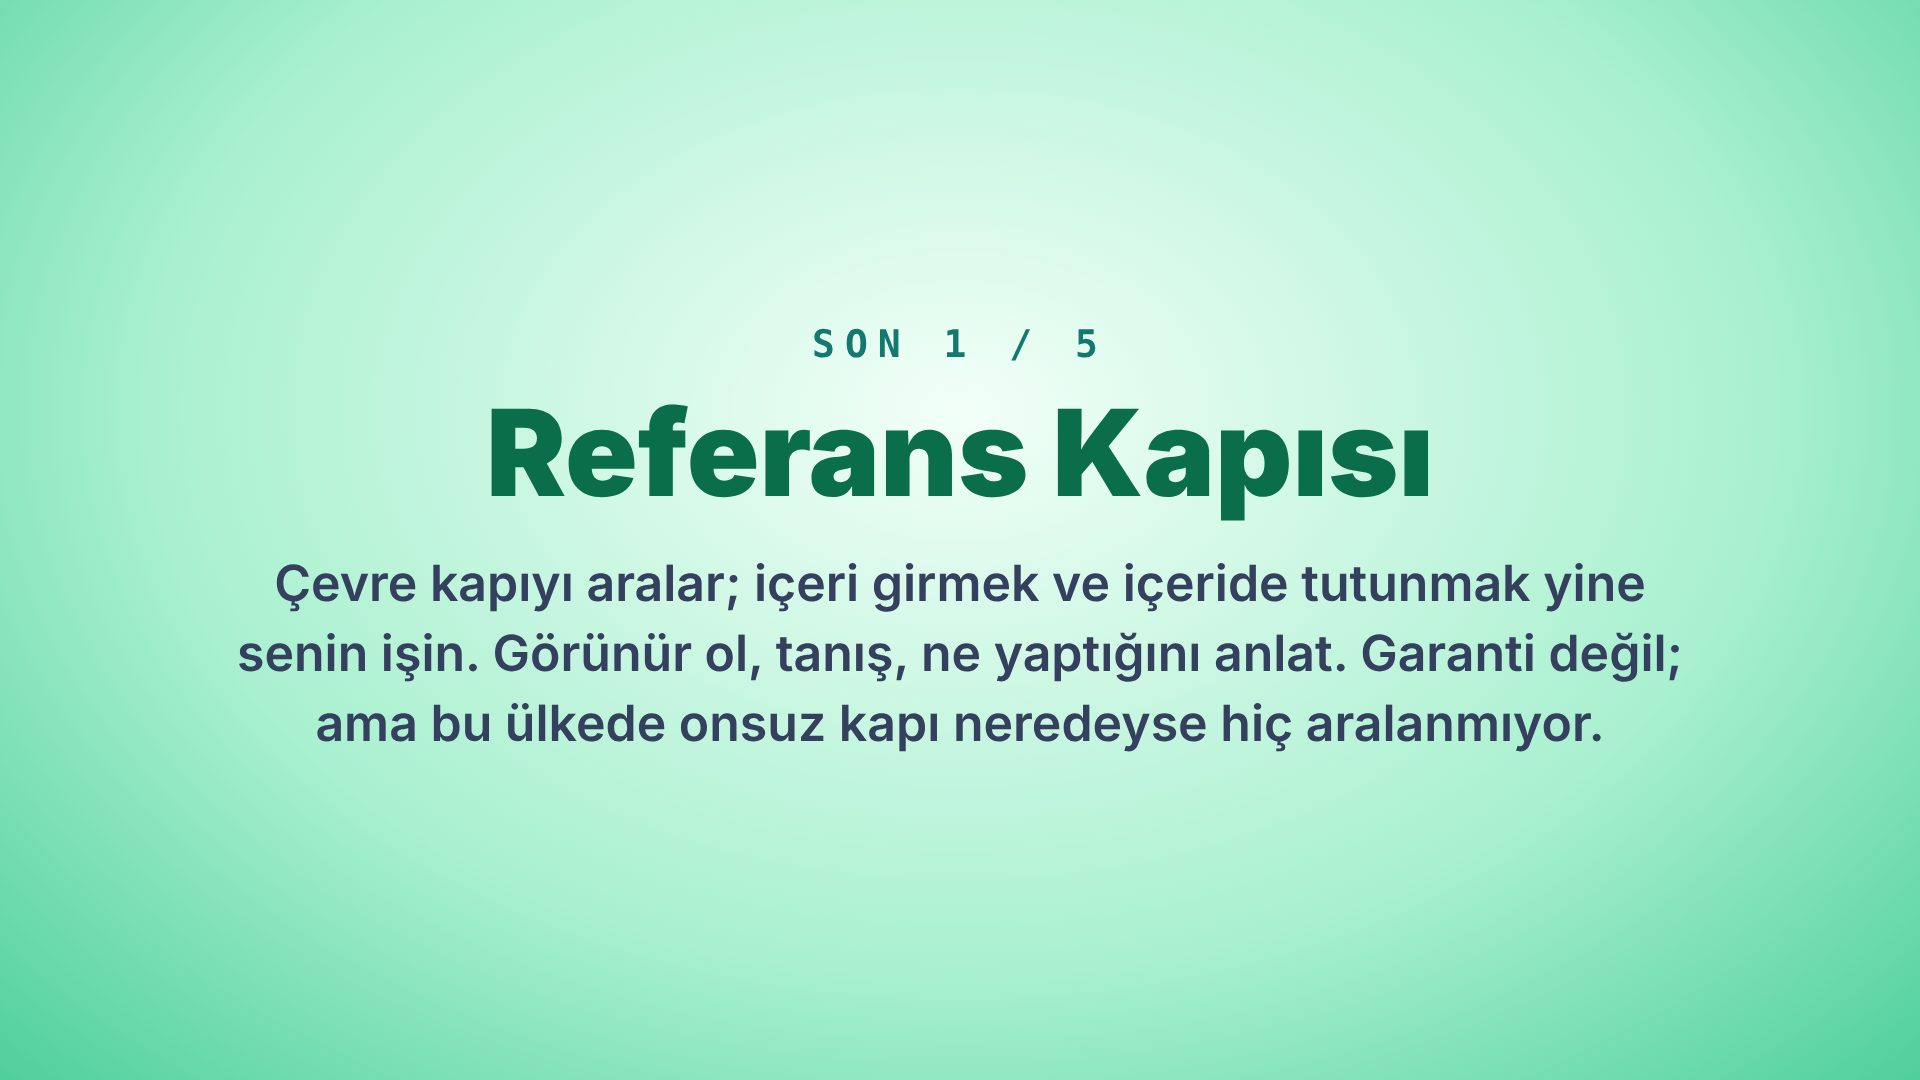 SON 1 / 5
Referans Kapısı
Çevre kapıyı aralar; içeri girmek ve içeride tutunmak yine
senin işin. Görünür ol, tanış, ne yaptığını anlat. Garanti değil;
ama bu ülkede onsuz kapı neredeyse hiç aralanmıyor.